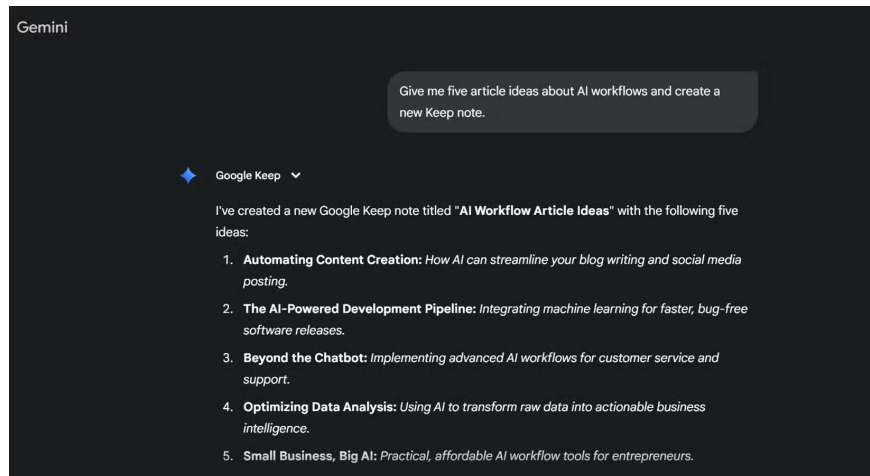 Gemini
Give me five article ideas about AI workflows and create a
new Keep note.
Google Keep
I've created a new Google Keep note titled "AI Workflow Article Ideas" with the following five
ideas:
1. Automating Content Creation: How AI can streamline your blog writing and social media
posting.
2. The AI-Powered Development Pipeline: Integrating machine learning for faster, bug-free
software releases.
3. Beyond the Chatbot: Implementing advanced AI workflows for customer service and
support.
4. Optimizing Data Analysis: Using AI to transform raw data into actionable business
intelligence.
5. Small Business, Big AI: Practical, affordable AI workflow tools for entrepreneurs.